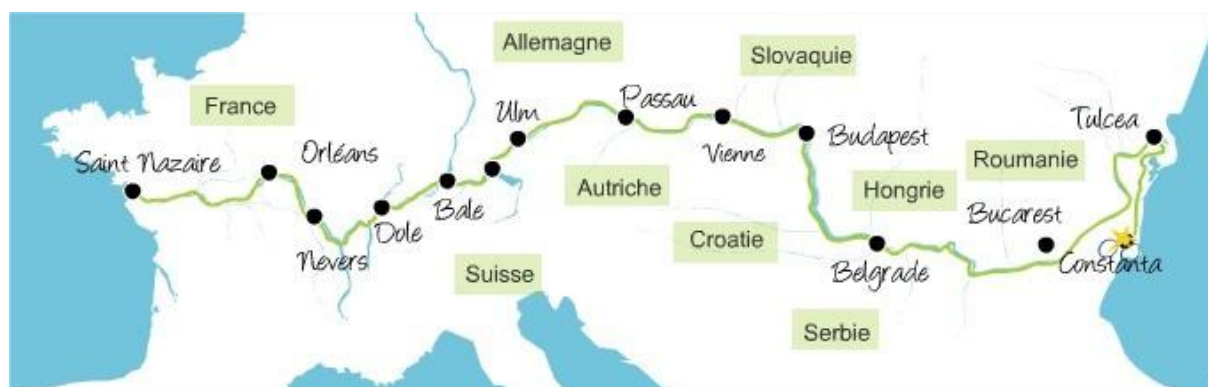 Allemagne
Slovaquie
France
Ulm
Passau
Tulcea
Saint Nazaire
Orléans
Vienne
Budapest
Roumanie
Bale
Autriche
Hongrie
Dole
Croatie
Bucarest
Nevers
Suisse
Belgrade
Constanta
Serbie